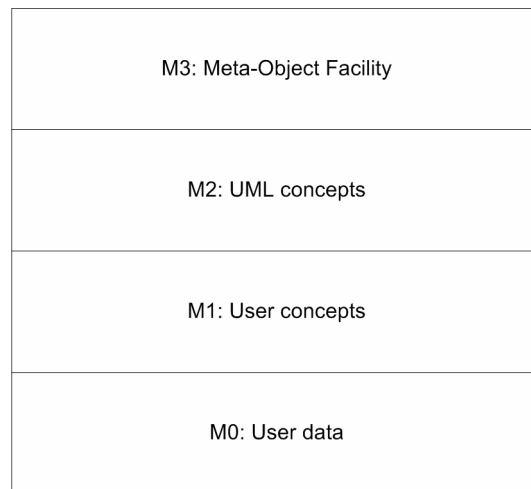 M3: Meta-Object Facility
M2: UML concepts
M1: User concepts
M0: User data